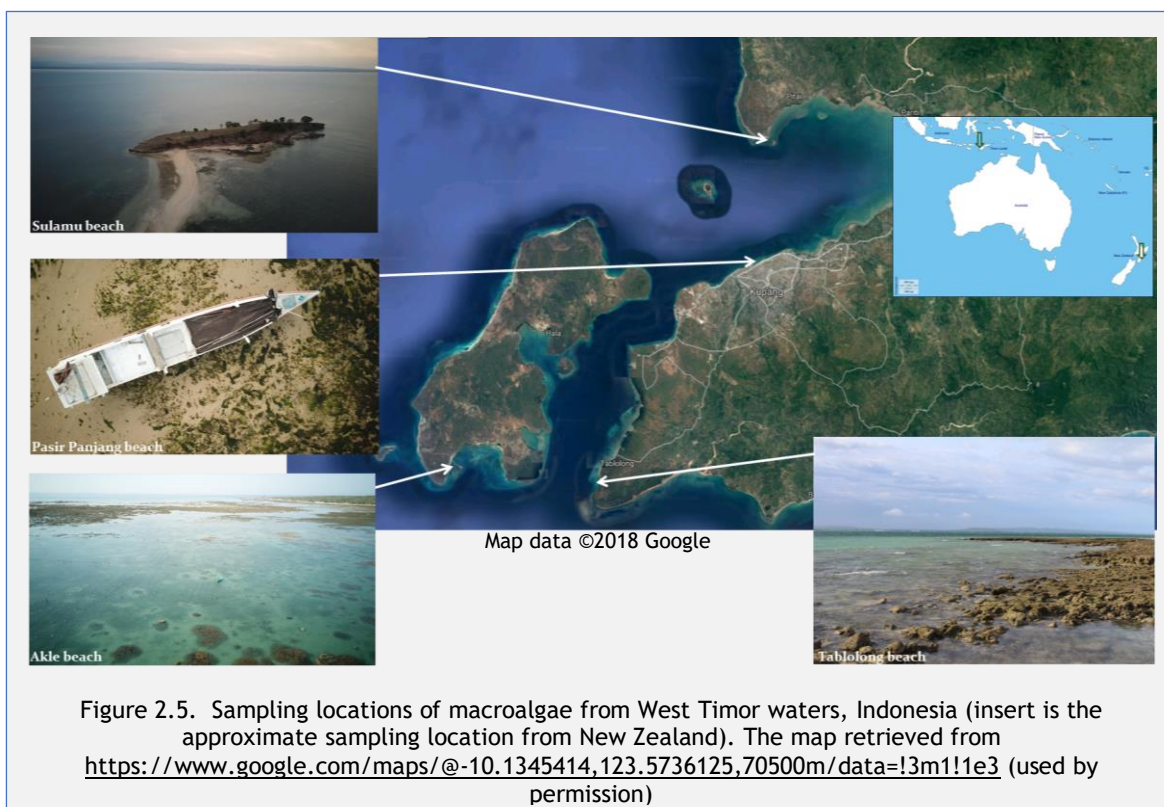 Sulamu beach
Pasir Panjang beach
Akle beach
Kupang
Tablolong
Australia
Map data ©2018 Google
Tablolong beach
Figure 2.5. Sampling locations of macroalgae from West Timor waters, Indonesia (insert is the
approximate sampling location from New Zealand). The map retrieved from
https://www.google.com/maps/@-10.1345414,123.5736125,70500m/data=!3m1!1e3 (used by
permission)